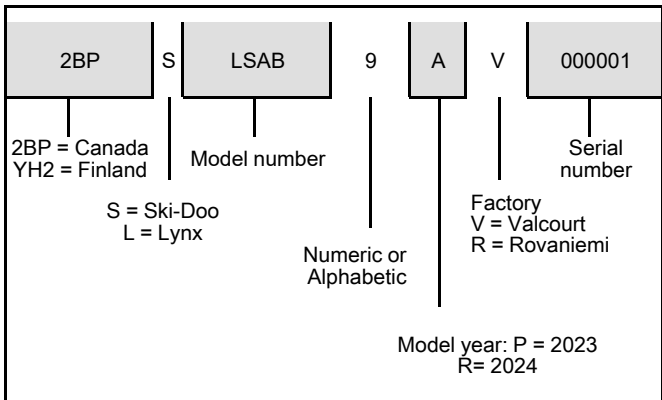 2BP S LSAB 9 A V 000001
2BP = Canada
YH2 = Finland
Model number
Serial
number
S = Ski-Doo
L = Lynx
Factory
V = Valcourt
R = Rovaniemi
Numeric or
Alphabetic
Model year: P = 2023
R= 2024